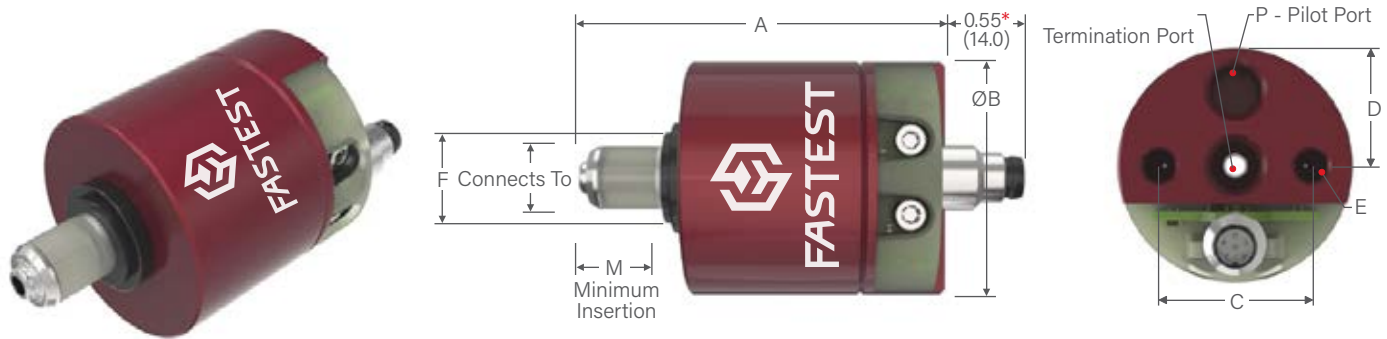 FASTEST
A
0.55*
(14.0)
ØB
F
Connects To
M
Minimum
Insertion
FASTEST
P - Pilot Port
Termination Port
D
E
C